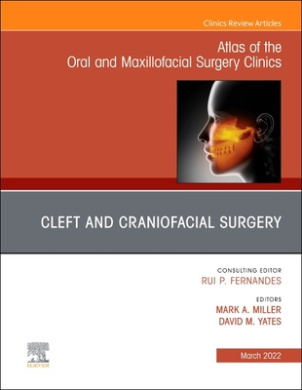 Clinics Review Articles
Atlas of the
Oral and Maxillofacial Surgery Clinics
CLEFT AND CRANIOFACIAL SURGERY
CONSULTING EDITOR
RUI P. FERNANDES
EDITORS
MARK A. MILLER
DAVID M. YATES
ELSEVIER
March 2022